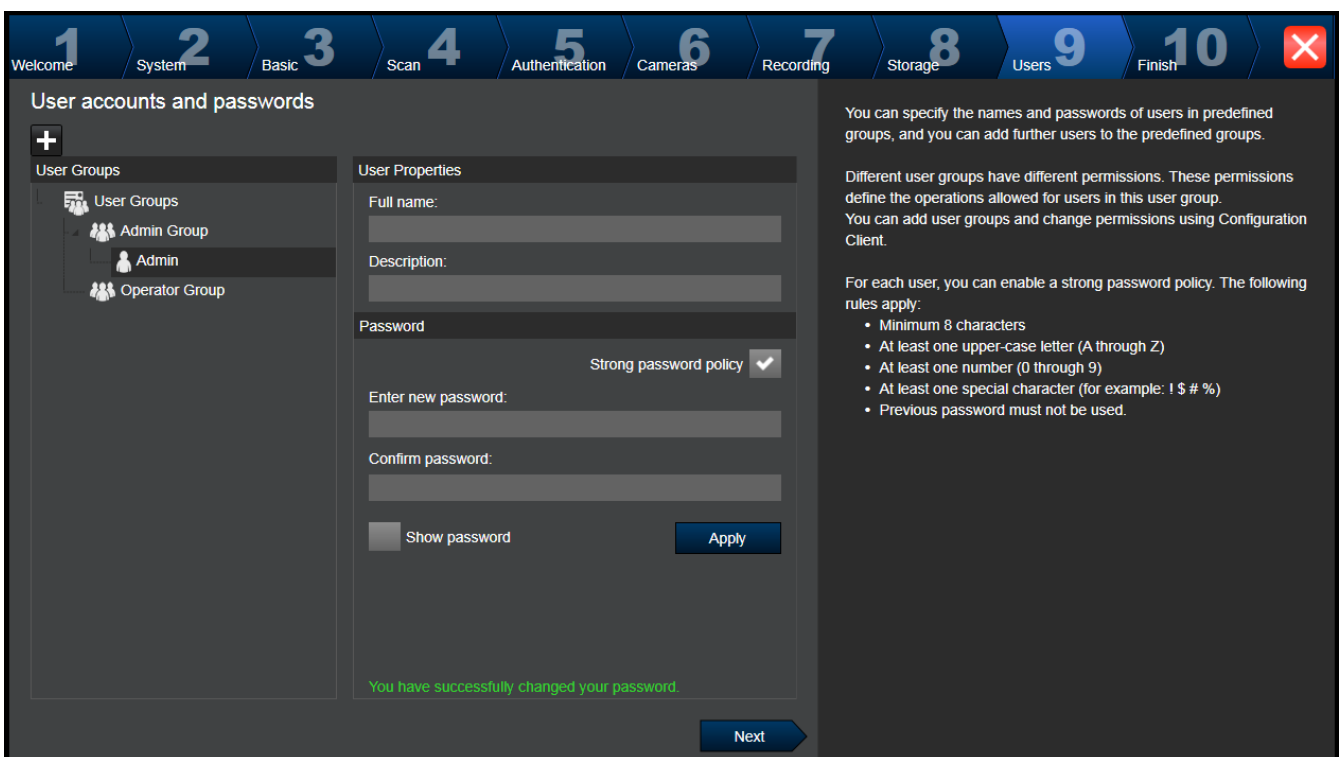 1 2 3 4 5 6 7 8 9 10
Welcome System Basic Scan Authentication Cameras Recording Storage Users Finish
User accounts and passwords
User Groups
User Groups
Admin Group
Admin
Operator Group
User Properties
Full name:
Description:
Password
Strong password policy
Enter new password:
Confirm password:
Show password
Apply
You have successfully changed your password.
Next
You can specify the names and passwords of users in predefined
groups, and you can add further users to the predefined groups.
Different user groups have different permissions. These permissions
define the operations allowed for users in this user group.
You can add user groups and change permissions using Configuration
Client.
For each user, you can enable a strong password policy. The following
rules apply:
• Minimum 8 characters
• At least one upper-case letter (A through Z)
• At least one number (0 through 9)
• At least one special character (for example: ! $ # %)
• Previous password must not be used.